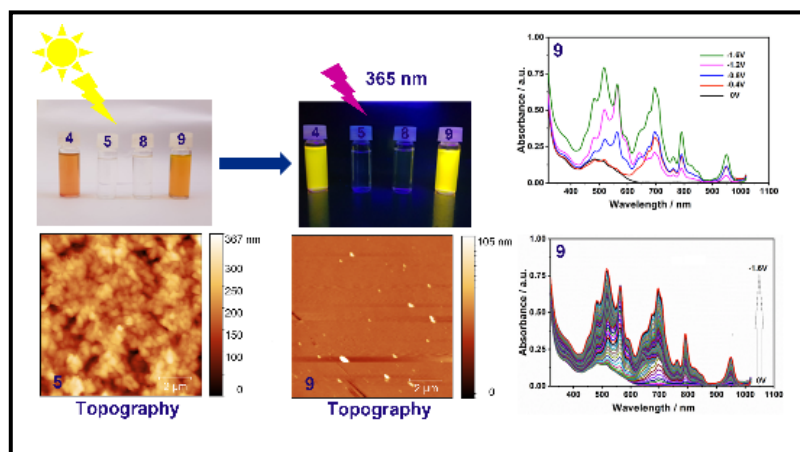 365 nm
4 5 8 9
4 5 8 9
367 nm
300
250
200
150
100
0
5
2 µm
Topography
105 nm
0
9
2 µm
Topography
9
-1.6V
-1.2V
-0.4V
0V
1.00
0.75
0.50
0.25
0.00
Absorbance / a.u.
400 500 600 700 800 900 1000 1100
Wavelength / nm
9
-1.6V
0V
1.00
0.75
0.50
0.25
0.00
Absorbance / a.u.
400 500 600 700 800 900 1000 1100
Wavelength / nm